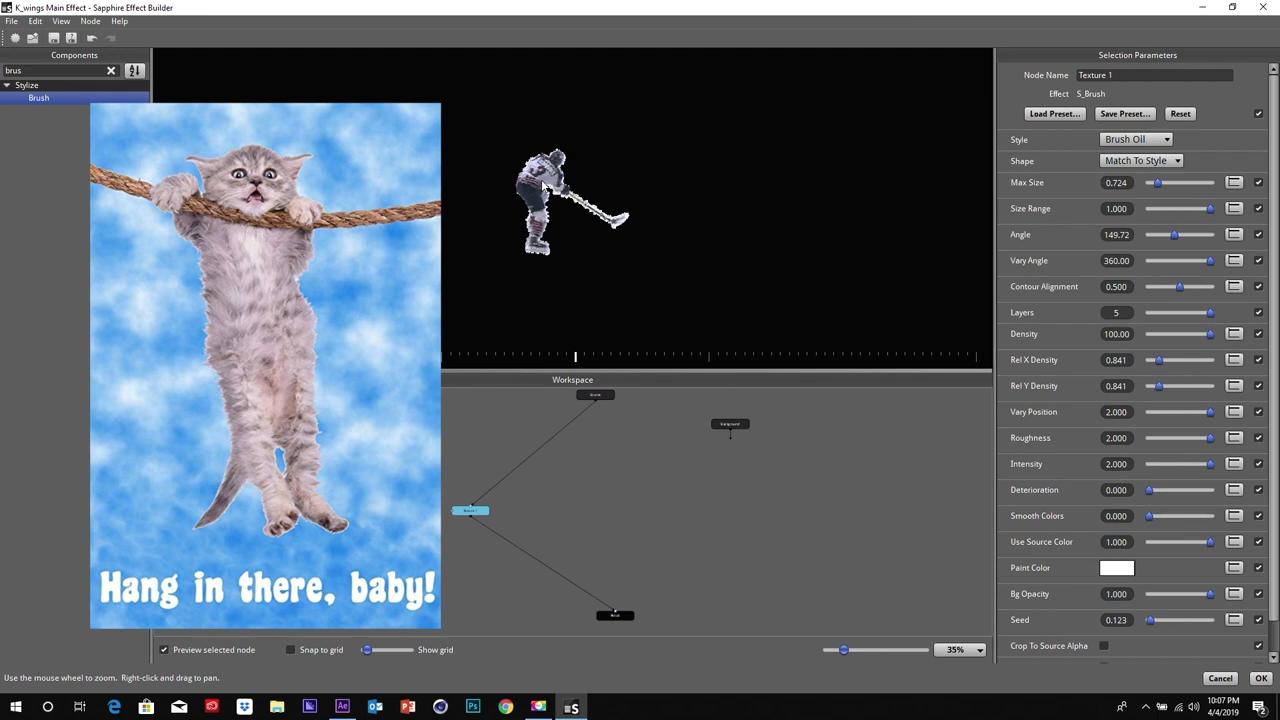 K_wings Main Effect - Sapphire Effect Builder
File Edit View Node Help
Components
brus
Stylize
Brush
Hang in there, baby!
Workspace
Background
Preview selected node
Snap to grid
Show grid
35%
Use the mouse wheel to zoom. Right-click and drag to pan.
Selection Parameters
Node Name Texture 1
Effect S_Brush
Load Preset... Save Preset... Reset
Style Brush Oil
Shape Match To Style
Max Size 0.724
Size Range 1.000
Angle 149.72
Vary Angle 360.00
Contour Alignment 0.500
Layers 5
Density 100.00
Rel X Density 0.841
Rel Y Density 0.841
Vary Position 2.000
Roughness 2.000
Intensity 2.000
Deterioration 0.000
Smooth Colors 0.000
Use Source Color 1.000
Paint Color
Bg Opacity 1.000
Seed 0.123
Crop To Source Alpha
Cancel OK
10:07 PM
4/4/2019